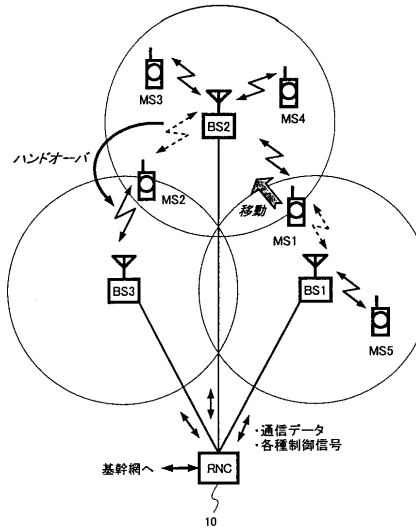 MS3
MS4
BS2
ハンドオーバ
MS2
移動
MS1
BS3
BS1
MS5
・通信データ
・各種制御信号
基幹網へ
RNC
10